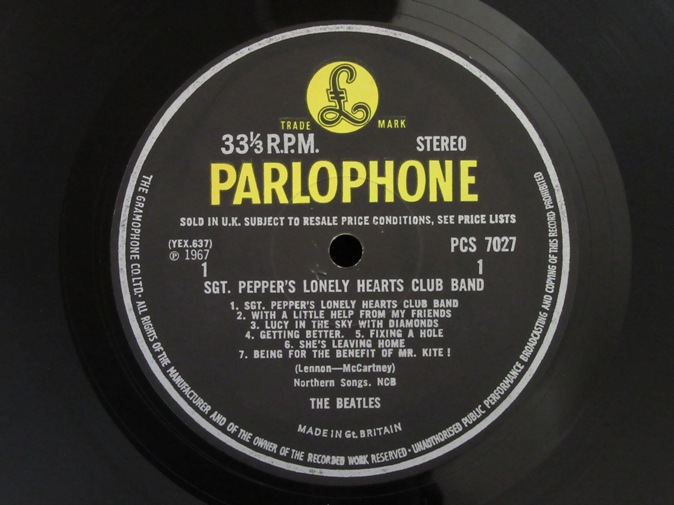 £
TRADE MARK
33⅓ R.P.M. STEREO
PARLOPHONE
SOLD IN U.K. SUBJECT TO RESALE PRICE CONDITIONS, SEE PRICE LISTS
(YEX.637) PCS 7027
℗ 1967
1 1
SGT. PEPPER'S LONELY HEARTS CLUB BAND
1. SGT. PEPPER'S LONELY HEARTS CLUB BAND
2. WITH A LITTLE HELP FROM MY FRIENDS
3. LUCY IN THE SKY WITH DIAMONDS
4. GETTING BETTER. 5. FIXING A HOLE
6. SHE'S LEAVING HOME
7. BEING FOR THE BENEFIT OF MR. KITE !
(Lennon—McCartney)
Northern Songs, NCB
THE BEATLES
MADE IN Gt. BRITAIN
THE GRAMOPHONE CO. LTD. · ALL RIGHTS OF THE MANUFACTURER AND OF THE OWNER OF THE RECORDED WORK RESERVED · UNAUTHORISED PUBLIC PERFORMANCE BROADCASTING AND COPYING OF THIS RECORD PROHIBITED